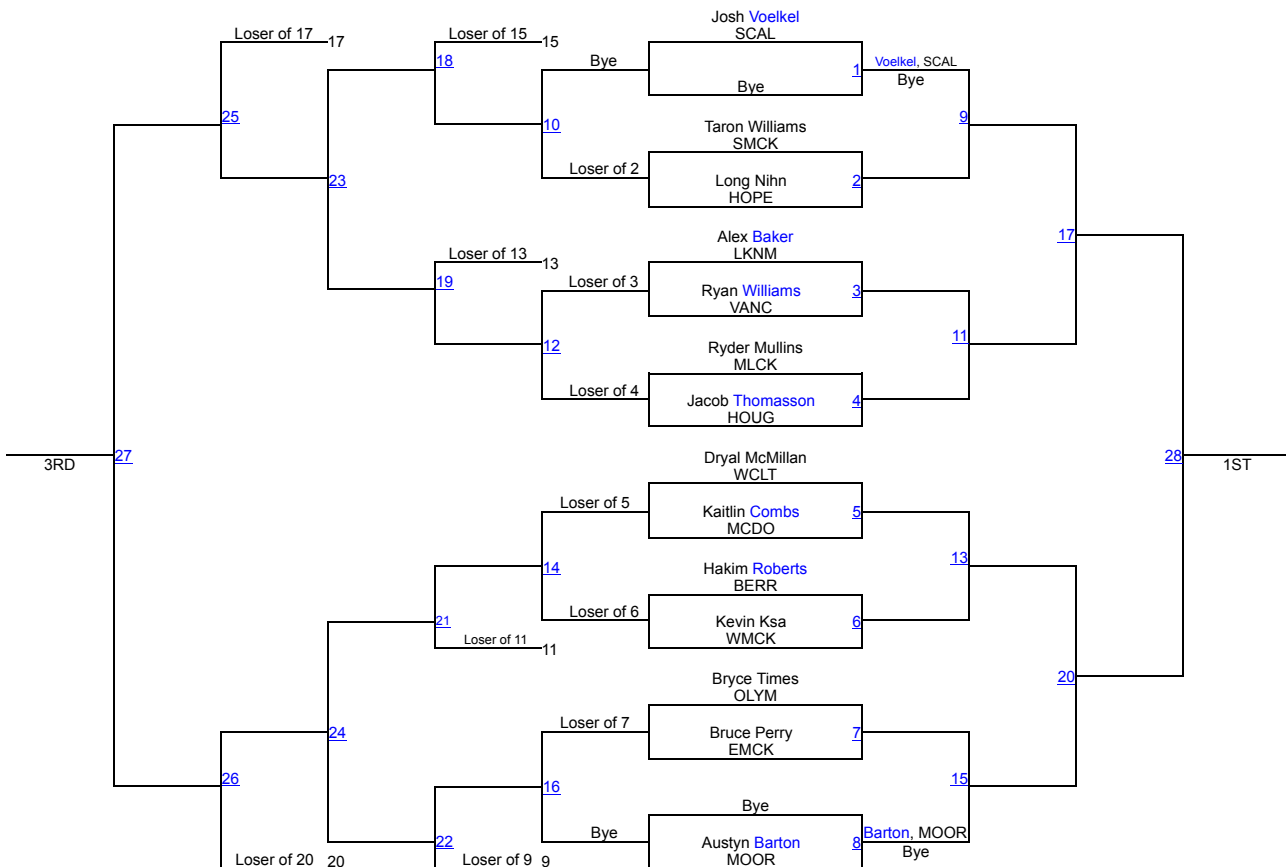 Josh Voelkel
Loser of 17 17
Loser of 15 15
SCAL
18
Bye
1
Voelkel, SCAL
Bye
Bye
25
10
Taron Williams
9
SMCK
23
Loser of 2
Long Nihn
2
HOPE
Alex Baker
17
Loser of 13 13
LKNM
19
Loser of 3
Ryan Williams
3
VANC
12
Ryder Mullins
11
MLCK
Loser of 4
Jacob Thomasson
4
HOUG
27
3RD
Dryal McMillan
28
1ST
WCLT
Loser of 5
Kaitlin Combs
5
MCDO
14
Hakim Roberts
13
BERR
21
Loser of 6
Kevin Ksa
6
WMCK
Loser of 11 11
Bryce Times
20
OLYM
24
Loser of 7
Bruce Perry
7
EMCK
26
16
15
Bye
22
Bye
Austyn Barton
8
Barton, MOOR
Bye
MOOR
Loser of 20 20
Loser of 9 9